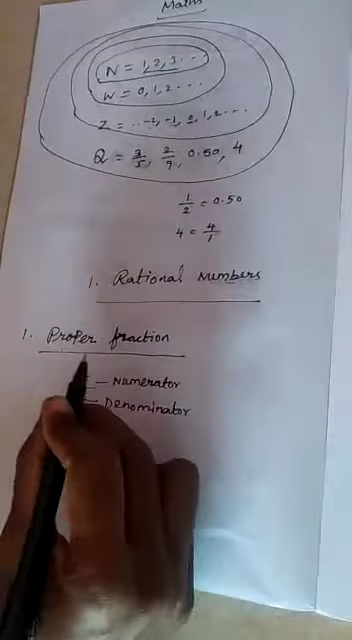 Maths
N = 1, 2, 3 ...
W = 0, 1, 2 ...
Z = ... -2, -1, 0, 1, 2 ...
Q = 3/5, 2/9, 0.50, 4
1/2 = 0.50
4 = 4/1
1. Rational Numbers
1. Proper fraction
— Numerator
— Denominator